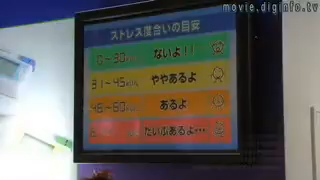 movie.diginfo.tv
ストレス度合いの目安
0～30 ないよ！！
31～45 ややあるよ
46～60 あるよ
だいぶあるよ…